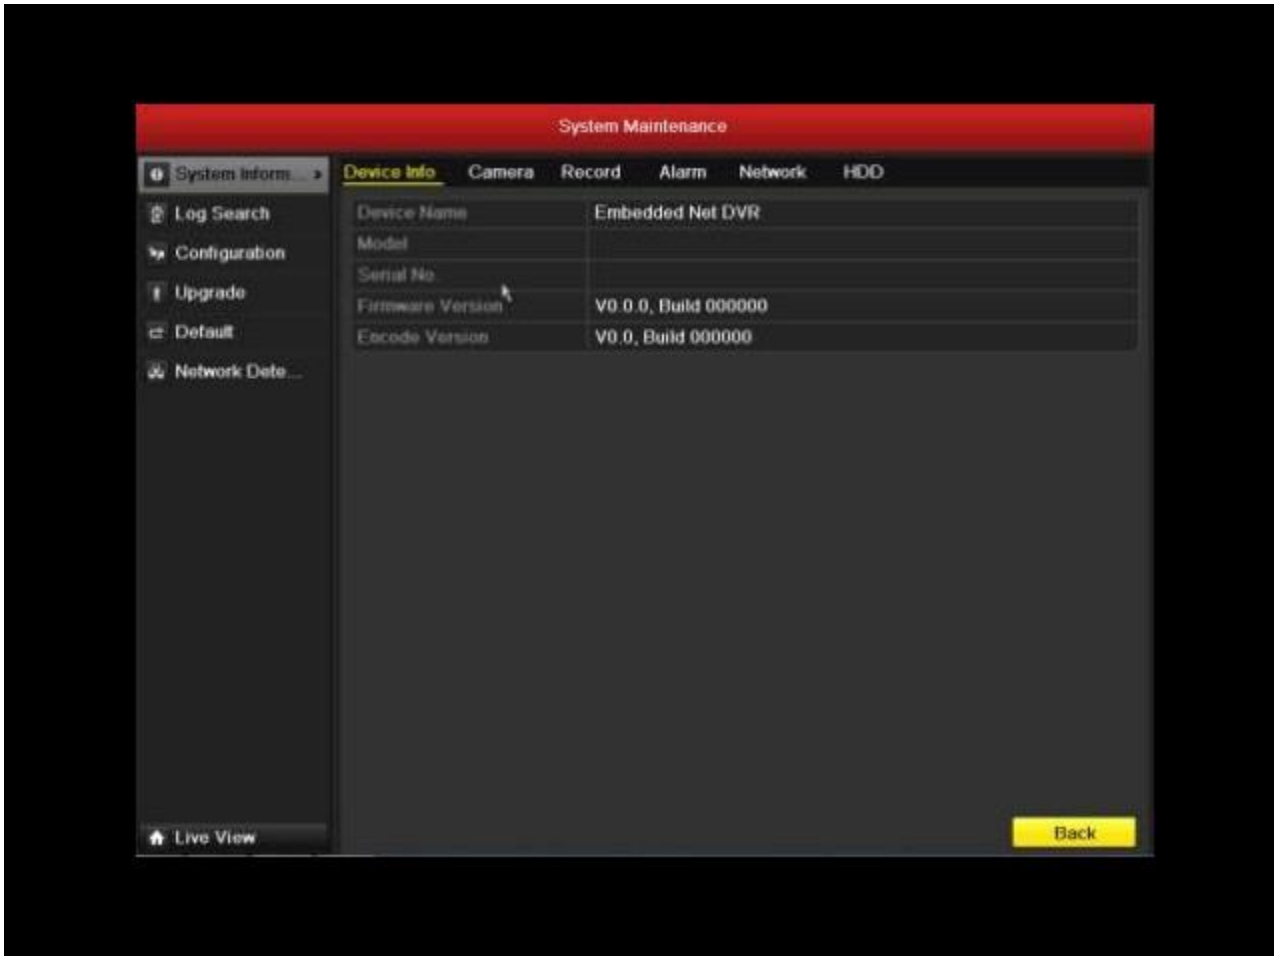 System Maintenance
System Inform...
Device Info Camera Record Alarm Network HDD
Log Search
Device Name Embedded Net DVR
Model
Configuration
Serial No.
Upgrade
Firmware Version V0.0.0, Build 000000
Default
Encode Version V0.0, Build 000000
Network Dete...
Live View
Back